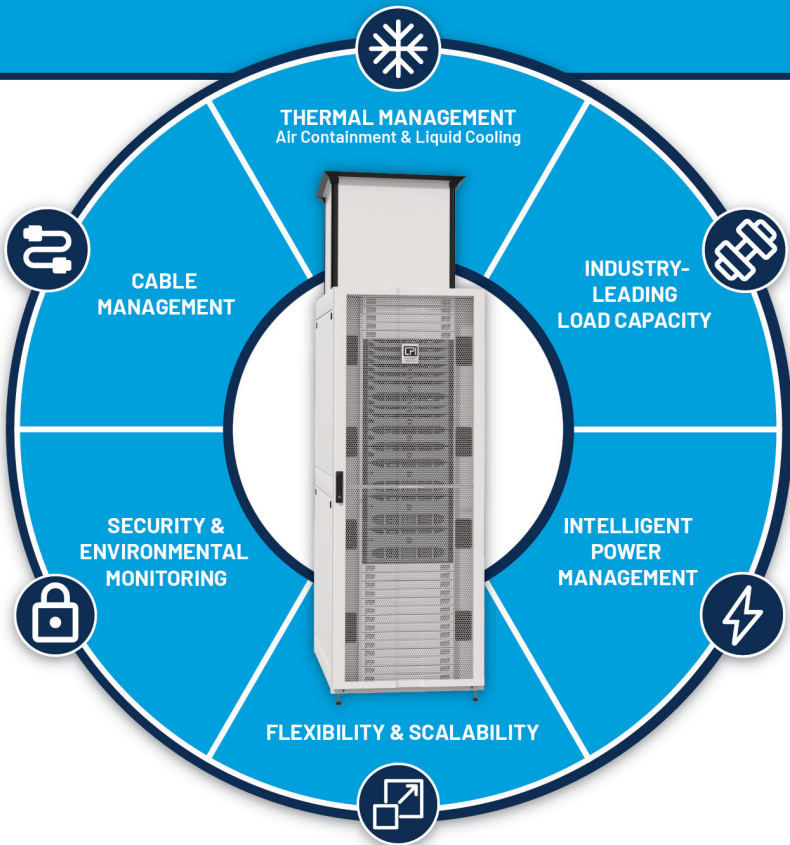 THERMAL MANAGEMENT
Air Containment & Liquid Cooling
INDUSTRY-
LEADING
LOAD CAPACITY
INTELLIGENT
POWER
MANAGEMENT
FLEXIBILITY & SCALABILITY
SECURITY &
ENVIRONMENTAL
MONITORING
CABLE
MANAGEMENT
CPI